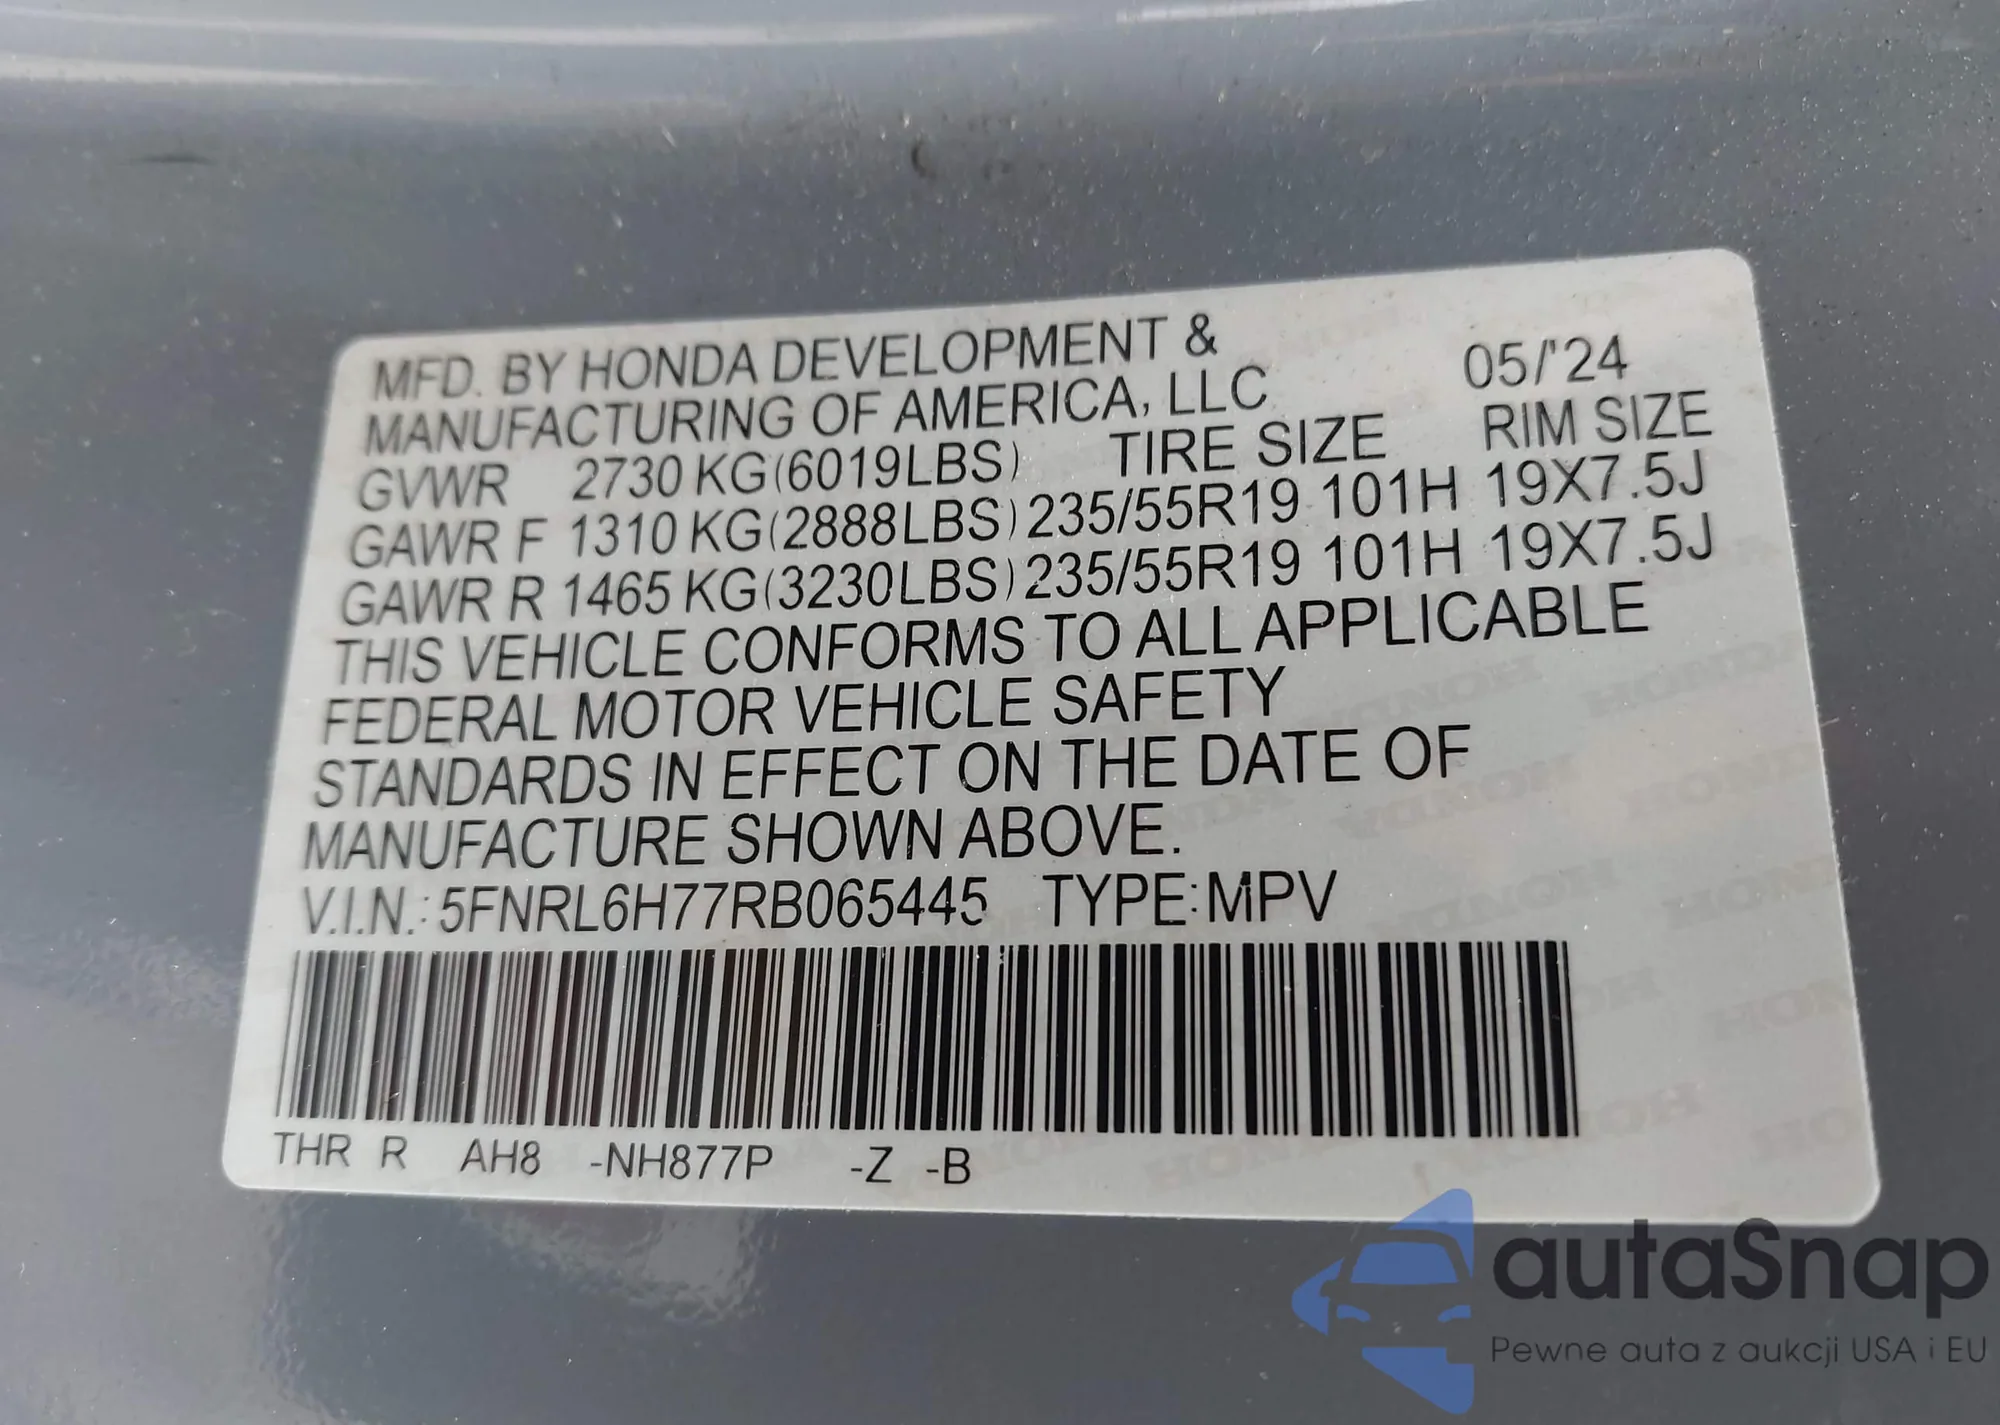 MFD. BY HONDA DEVELOPMENT &
MANUFACTURING OF AMERICA, LLC 05/'24
GVWR 2730 KG(6019LBS) TIRE SIZE RIM SIZE
GAWR F 1310 KG(2888LBS) 235/55R19 101H 19X7.5J
GAWR R 1465 KG(3230LBS) 235/55R19 101H 19X7.5J
THIS VEHICLE CONFORMS TO ALL APPLICABLE
FEDERAL MOTOR VEHICLE SAFETY
STANDARDS IN EFFECT ON THE DATE OF
MANUFACTURE SHOWN ABOVE.
V.I.N.: 5FNRL6H77RB065445 TYPE:MPV
THR R AH8 -NH877P -Z -B
autaSnap
Pewne auta z aukcji USA i EU